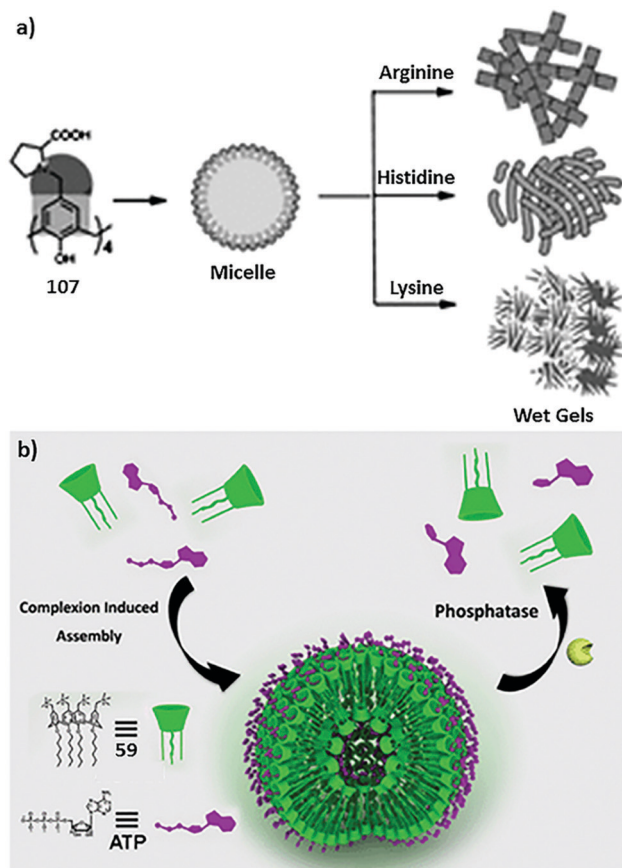 a)
Arginine
COOH
N
4
OH
107
Micelle
Histidine
Lysine
Wet Gels
b)
Complexion Induced
Assembly
Phosphatase
59
ATP